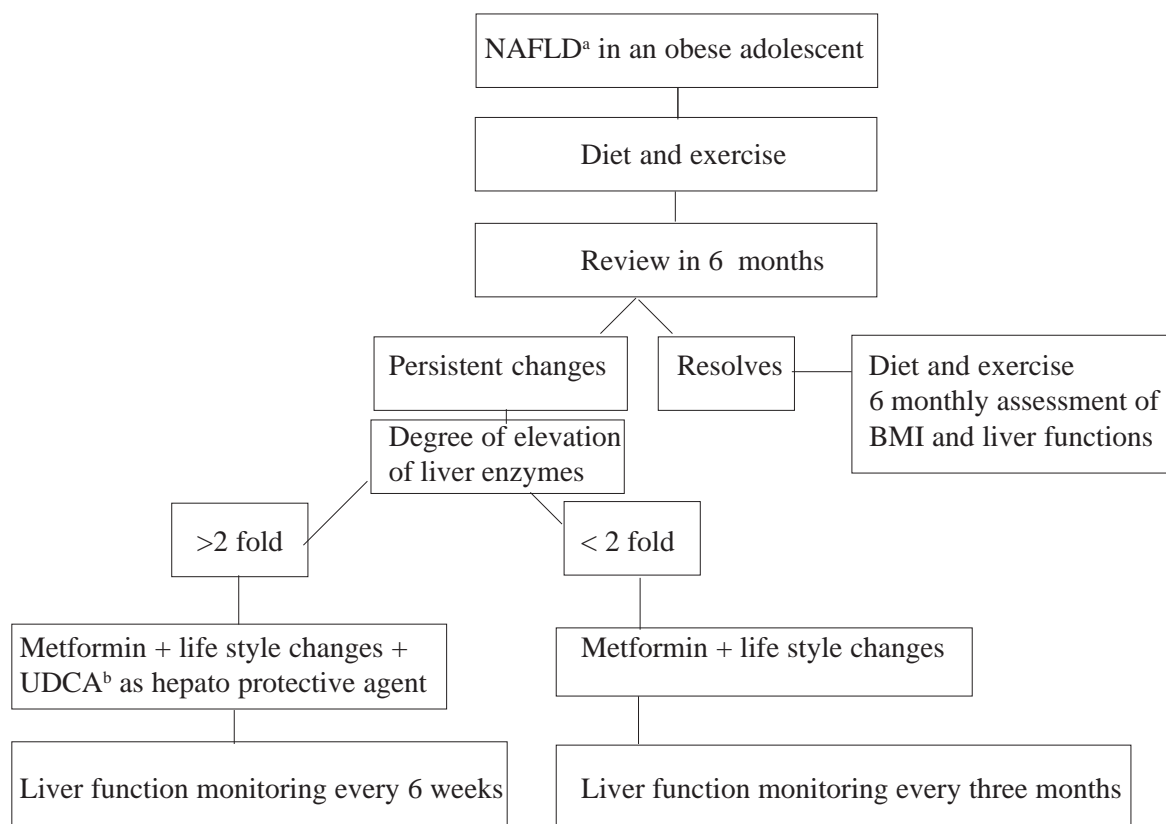 NAFLDᵃ in an obese adolescent
Diet and exercise
Review in 6 months
Persistent changes
Resolves
Diet and exercise
6 monthly assessment of
BMI and liver functions
Degree of elevation
of liver enzymes
>2 fold
< 2 fold
Metformin + life style changes +
UDCAᵇ as hepato protective agent
Metformin + life style changes
Liver function monitoring every 6 weeks
Liver function monitoring every three months